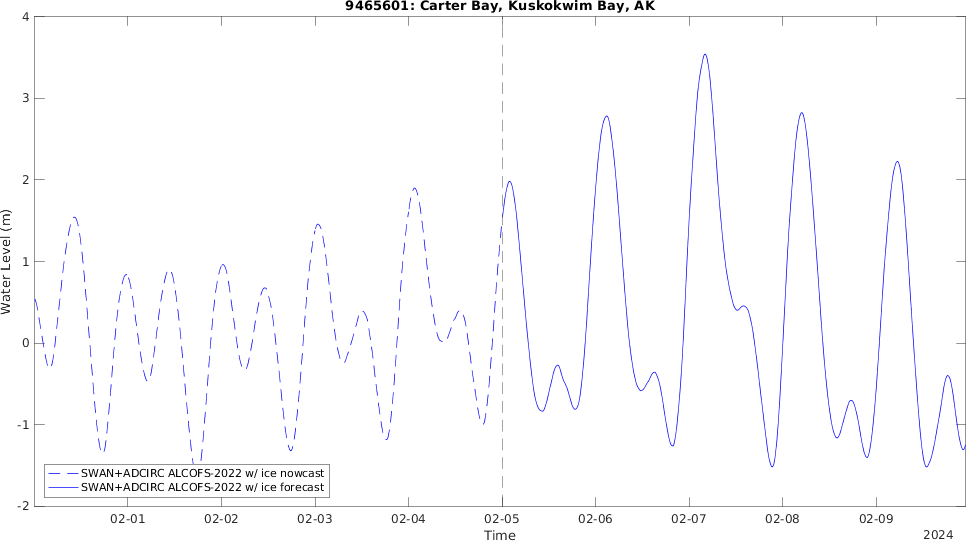 9465601: Carter Bay, Kuskokwim Bay, AK
Water Level (m)
4
3
2
1
0
-1
-2
SWAN+ADCIRC ALCOFS-2022 w/ ice nowcast
SWAN+ADCIRC ALCOFS-2022 w/ ice forecast
02-01 02-02 02-03 02-04 02-05 02-06 02-07 02-08 02-09
Time
2024